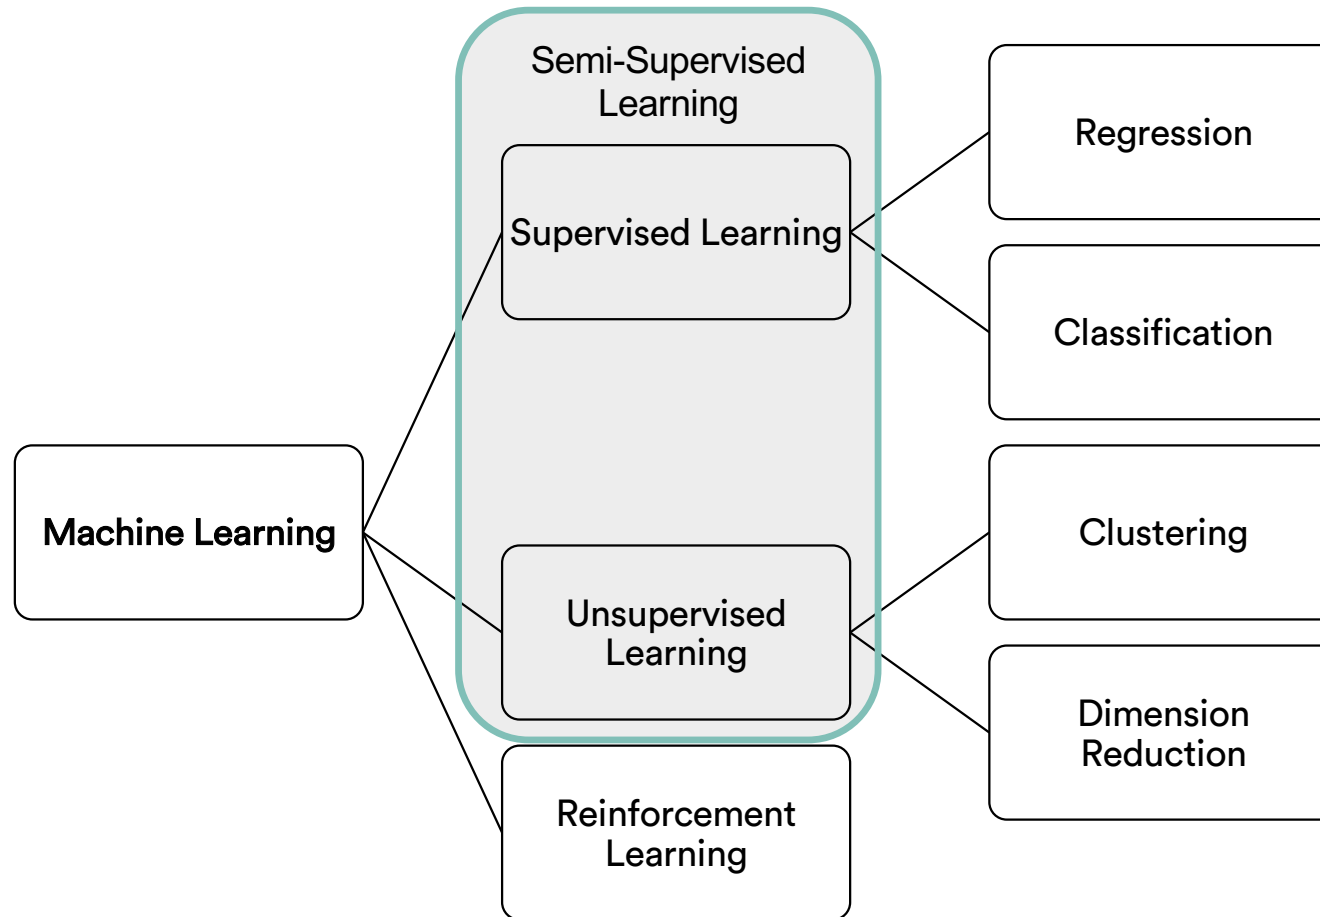 Semi-Supervised
Learning
Regression
Supervised Learning
Classification
Machine Learning
Clustering
Unsupervised
Learning
Dimension
Reduction
Reinforcement
Learning